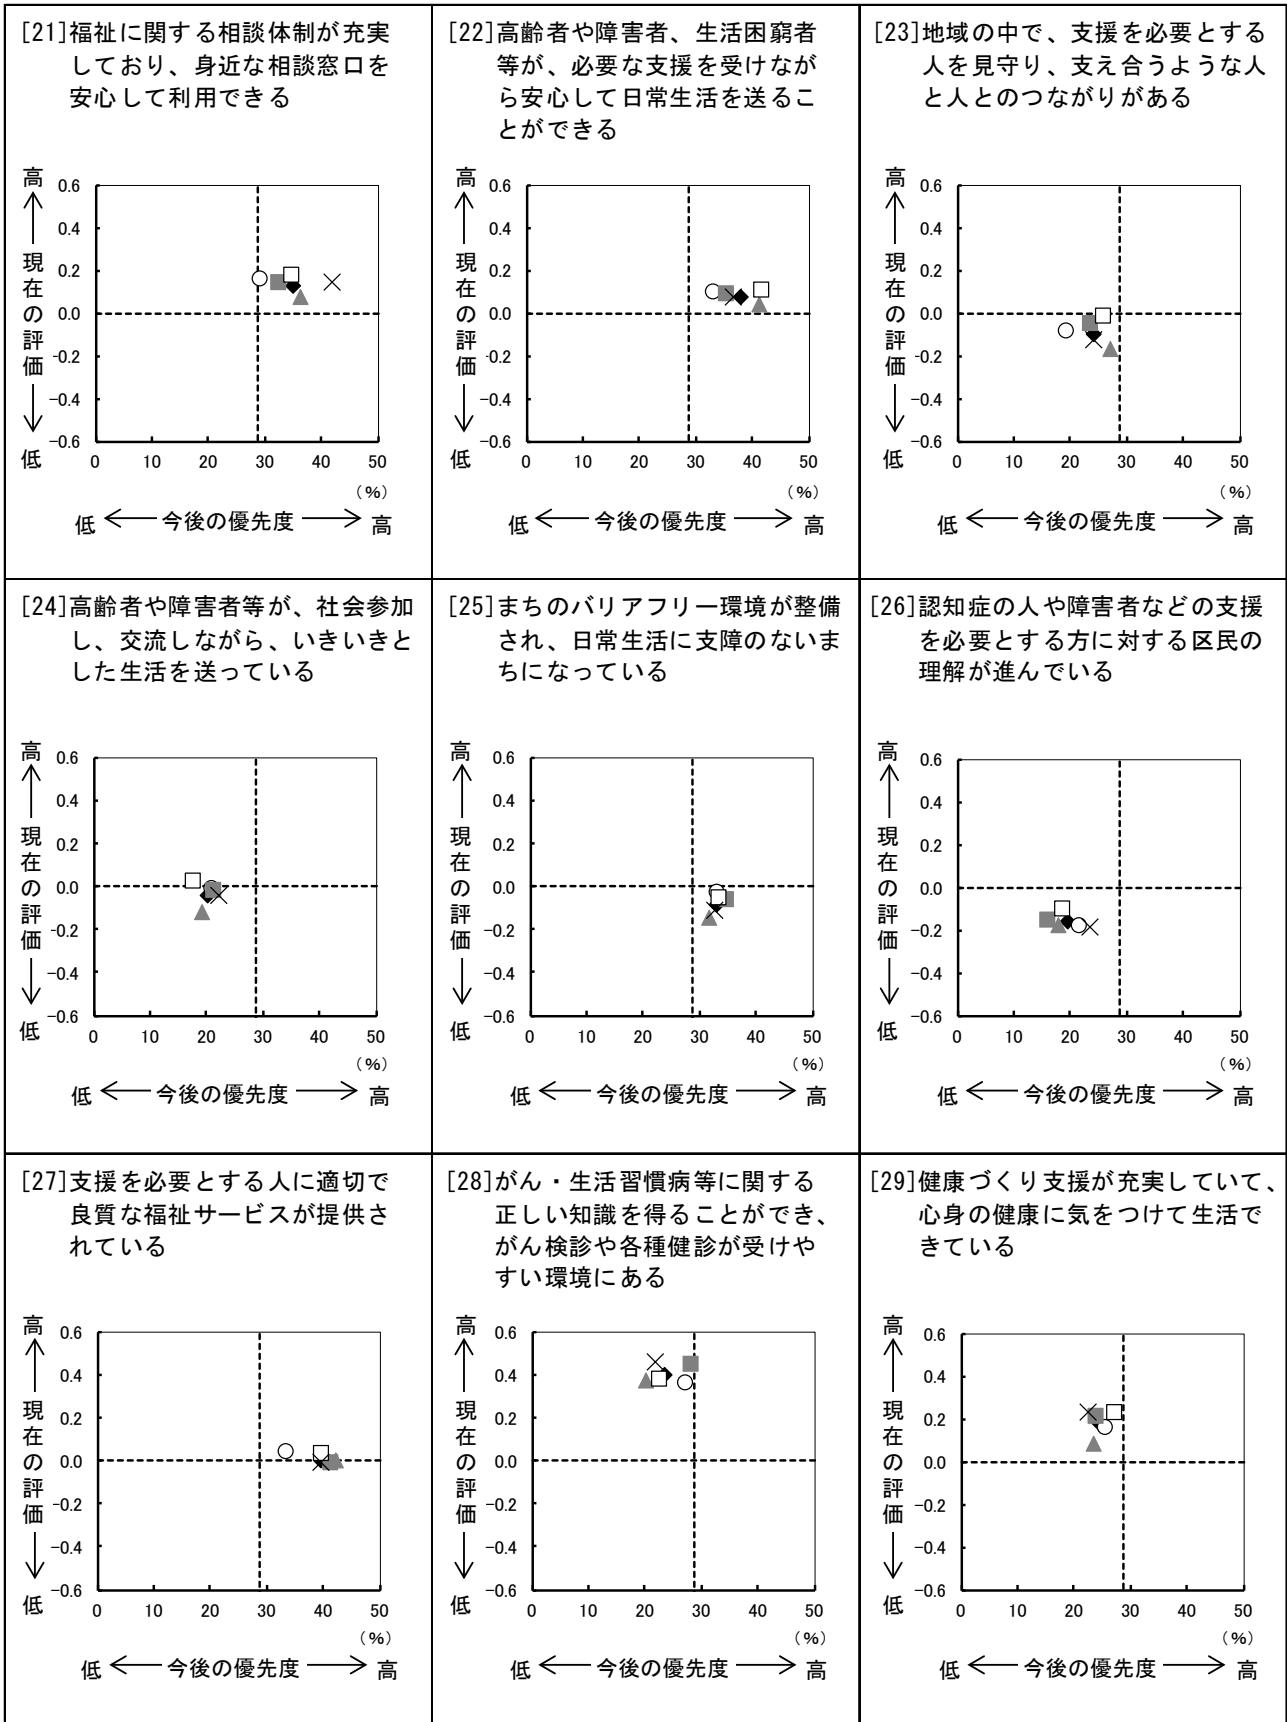 [21]福祉に関する相談体制が充実
しており、身近な相談窓口を
安心して利用できる
高
現在の評価
低
0.6
0.4
0.2
0.0
-0.2
-0.4
-0.6
0 10 20 30 40 50
(%)
低 今後の優先度 高
[22]高齢者や障害者、生活困窮者
等が、必要な支援を受けなが
ら安心して日常生活を送るこ
とができる
高
現在の評価
低
0.6
0.4
0.2
0.0
-0.2
-0.4
-0.6
0 10 20 30 40 50
(%)
低 今後の優先度 高
[23]地域の中で、支援を必要とする
人を見守り、支え合うような人
と人とのつながりがある
高
現在の評価
低
0.6
0.4
0.2
0.0
-0.2
-0.4
-0.6
0 10 20 30 40 50
(%)
低 今後の優先度 高
[24]高齢者や障害者等が、社会参加
し、交流しながら、いきいきと
した生活を送っている
高
現在の評価
低
0.6
0.4
0.2
0.0
-0.2
-0.4
-0.6
0 10 20 30 40 50
(%)
低 今後の優先度 高
[25]まちのバリアフリー環境が整備
され、日常生活に支障のないま
ちになっている
高
現在の評価
低
0.6
0.4
0.2
0.0
-0.2
-0.4
-0.6
0 10 20 30 40 50
(%)
低 今後の優先度 高
[26]認知症の人や障害者などの支援
を必要とする方に対する区民の
理解が進んでいる
高
現在の評価
低
0.6
0.4
0.2
0.0
-0.2
-0.4
-0.6
0 10 20 30 40 50
(%)
低 今後の優先度 高
[27]支援を必要とする人に適切で
良質な福祉サービスが提供さ
れている
高
現在の評価
低
0.6
0.4
0.2
0.0
-0.2
-0.4
-0.6
0 10 20 30 40 50
(%)
低 今後の優先度 高
[28]がん・生活習慣病等に関する
正しい知識を得ることができ、
がん検診や各種健診が受けや
すい環境にある
高
現在の評価
低
0.6
0.4
0.2
0.0
-0.2
-0.4
-0.6
0 10 20 30 40 50
(%)
低 今後の優先度 高
[29]健康づくり支援が充実していて、
心身の健康に気をつけて生活で
きている
高
現在の評価
低
0.6
0.4
0.2
0.0
-0.2
-0.4
-0.6
0 10 20 30 40 50
(%)
低 今後の優先度 高